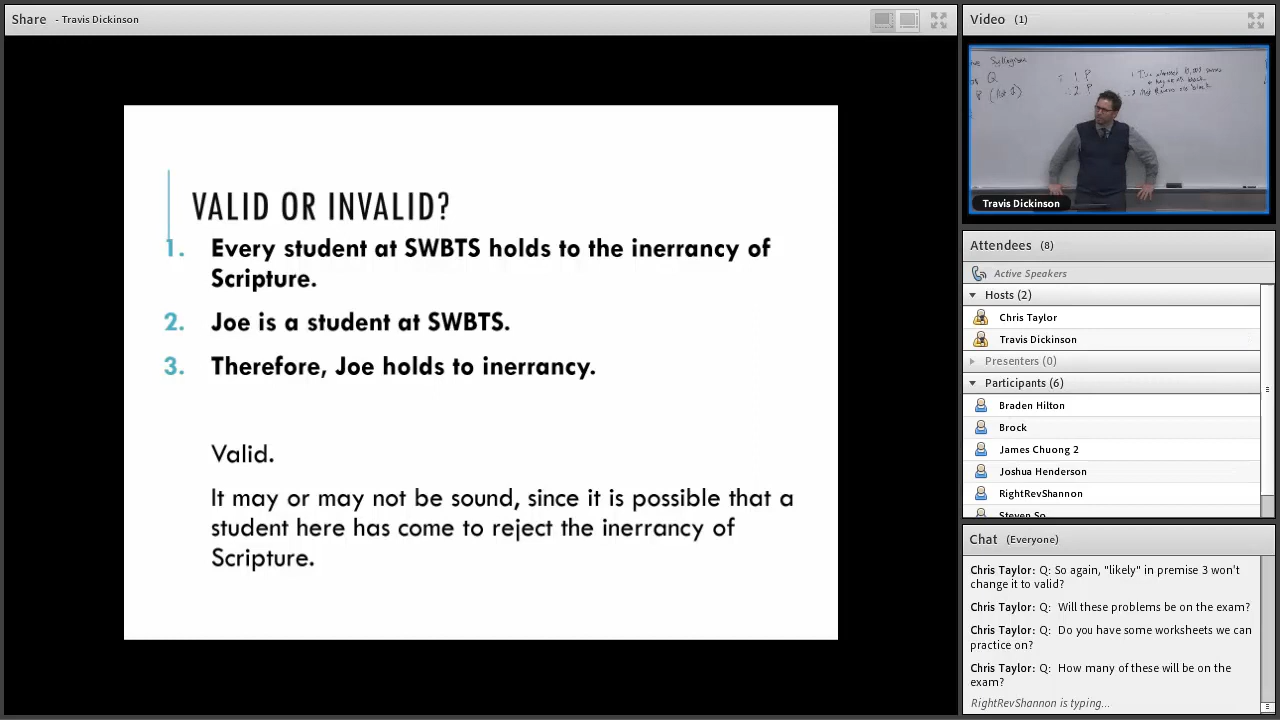 Share - Travis Dickinson
VALID OR INVALID?
1. Every student at SWBTS holds to the inerrancy of
Scripture.
2. Joe is a student at SWBTS.
3. Therefore, Joe holds to inerrancy.
Valid.
It may or may not be sound, since it is possible that a
student here has come to reject the inerrancy of
Scripture.
Video (1)
Syllogism
Q
1 P
P
∴ 2 P
Travis Dickinson
Attendees (8)
Active Speakers
Hosts (2)
Chris Taylor
Travis Dickinson
Presenters (0)
Participants (6)
Braden Hilton
Brock
James Chuong 2
Joshua Henderson
RightRevShannon
Steven So
Chat (Everyone)
Chris Taylor: Q: So again, "likely" in premise 3 won't
change it to valid?
Chris Taylor: Q: Will these problems be on the exam?
Chris Taylor: Q: Do you have some worksheets we can
practice on?
Chris Taylor: Q: How many of these will be on the
exam?
RightRevShannon is typing...